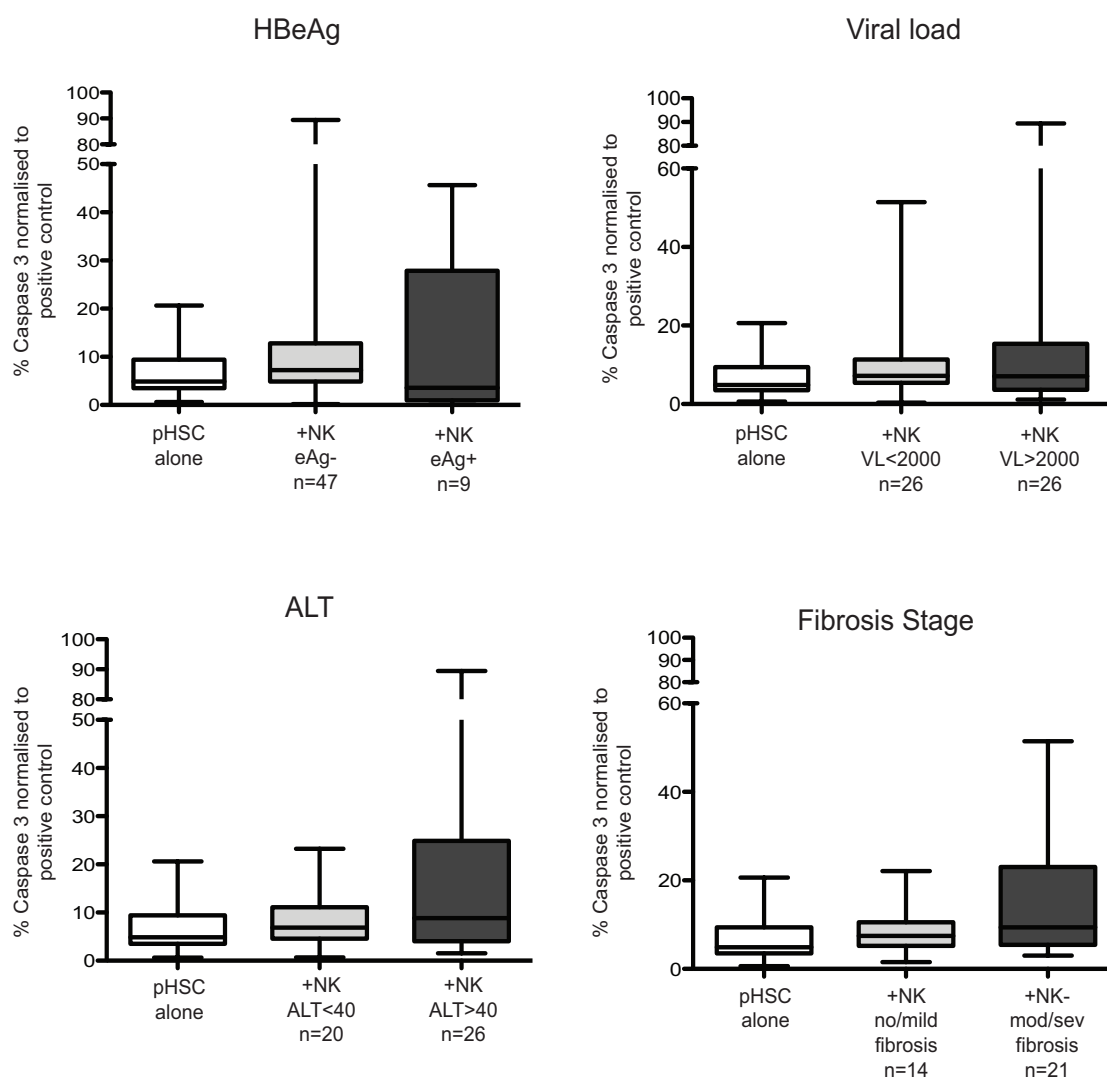 HBeAg
% Caspase 3 normalised to
positive control
100
90
80
50
40
30
20
10
0
pHSC
alone
+NK
eAg-
n=47
+NK
eAg+
n=9
Viral load
% Caspase 3 normalised to
positive control
100
90
80
60
40
20
0
pHSC
alone
+NK
VL<2000
n=26
+NK
VL>2000
n=26
ALT
% Caspase 3 normalised to
positive control
100
90
80
50
40
30
20
10
0
pHSC
alone
+NK
ALT<40
n=20
+NK
ALT>40
n=26
Fibrosis Stage
% Caspase 3 normalised to
positive control
100
90
80
60
40
20
0
pHSC
alone
+NK
no/mild
fibrosis
n=14
+NK-
mod/sev
fibrosis
n=21